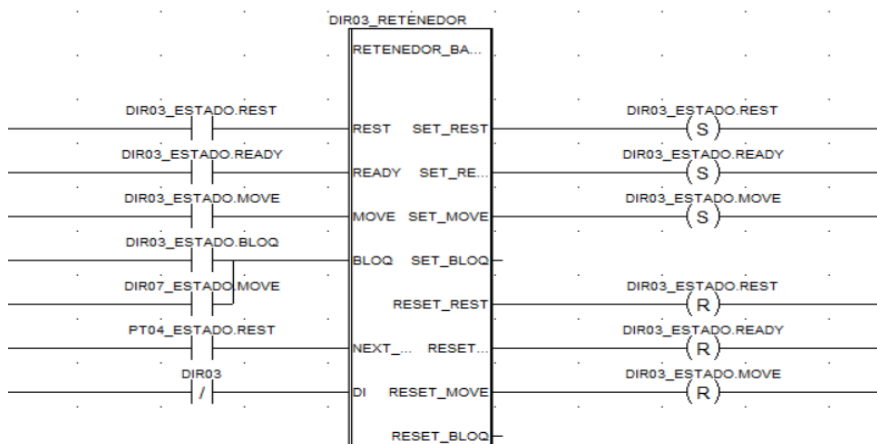 DIR03_RETENEDOR
RETENEDOR_BA...
DIR03_ESTADO.REST
REST SET_REST
DIR03_ESTADO.REST
S
DIR03_ESTADO.READY
READY SET_RE...
DIR03_ESTADO.READY
S
DIR03_ESTADO.MOVE
MOVE SET_MOVE
DIR03_ESTADO.MOVE
S
DIR03_ESTADO.BLOQ
BLOQ SET_BLOQ
DIR07_ESTADO.MOVE
RESET_REST
DIR03_ESTADO.REST
R
PT04_ESTADO.REST
NEXT_... RESET...
DIR03_ESTADO.READY
R
DIR03
/
DI RESET_MOVE
DIR03_ESTADO.MOVE
R
RESET_BLOQ